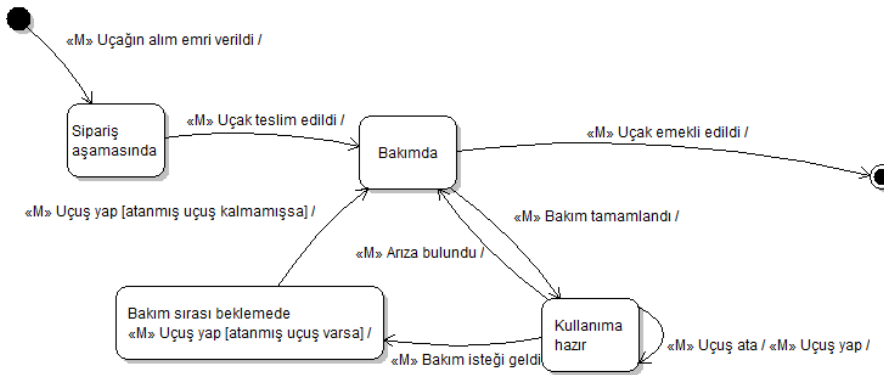 «M» Uçağın alım emri verildi /
«M» Uçak teslim edildi /
«M» Uçak emekli edildi /
Sipariş
aşamasında
Bakımda
«M» Uçuş yap [atanmış uçuş kalmamışsa] /
«M» Bakım tamamlandı /
«M» Arıza bulundu /
Bakım sırası beklemede
«M» Uçuş yap [atanmış uçuş varsa] /
Kullanıma
hazır
«M» Uçuş ata / «M» Uçuş yap /
«M» Bakım isteği geldi